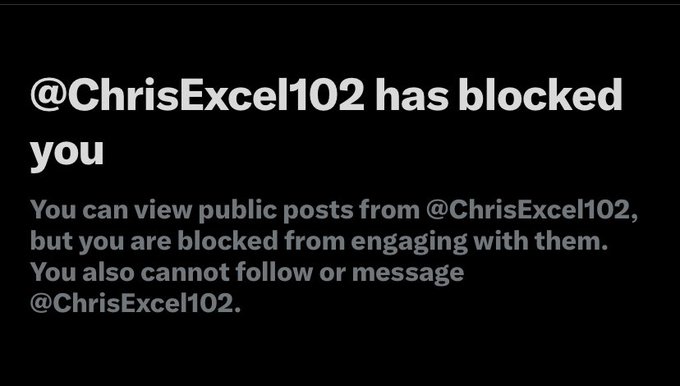 @ChrisExcel102 has blocked
you
You can view public posts from @ChrisExcel102,
but you are blocked from engaging with them.
You also cannot follow or message
@ChrisExcel102.